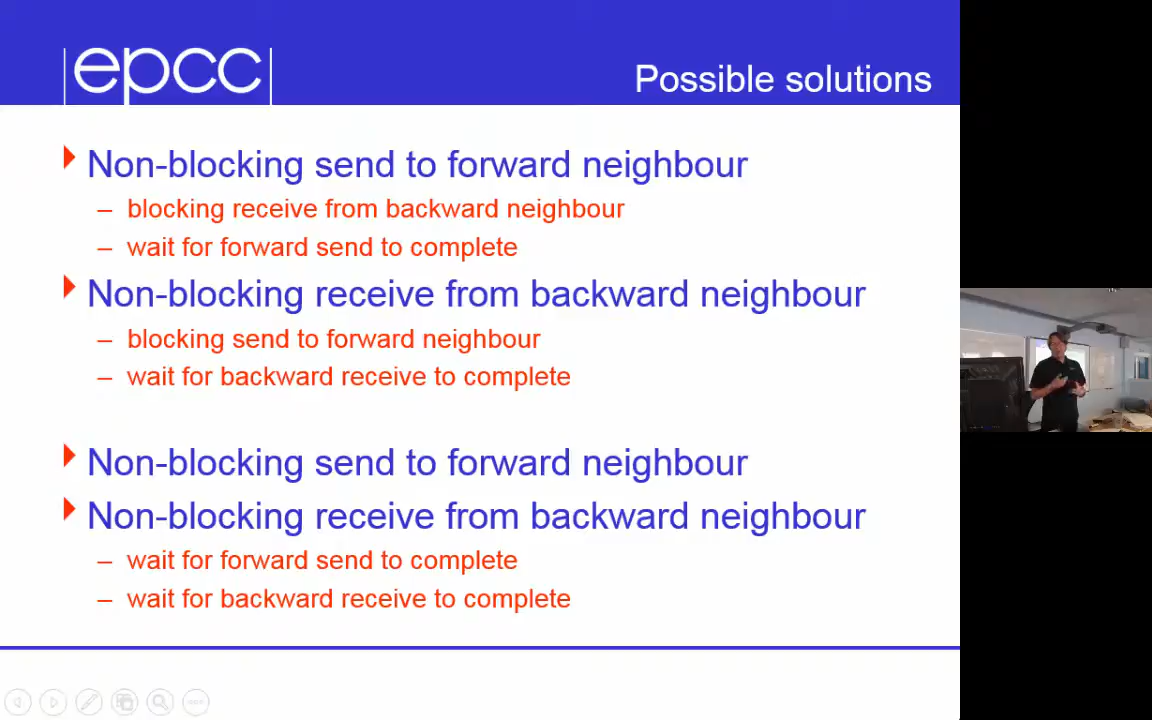 |epcc|
Possible solutions
Non-blocking send to forward neighbour
– blocking receive from backward neighbour
– wait for forward send to complete
Non-blocking receive from backward neighbour
– blocking send to forward neighbour
– wait for backward receive to complete
Non-blocking send to forward neighbour
Non-blocking receive from backward neighbour
– wait for forward send to complete
– wait for backward receive to complete